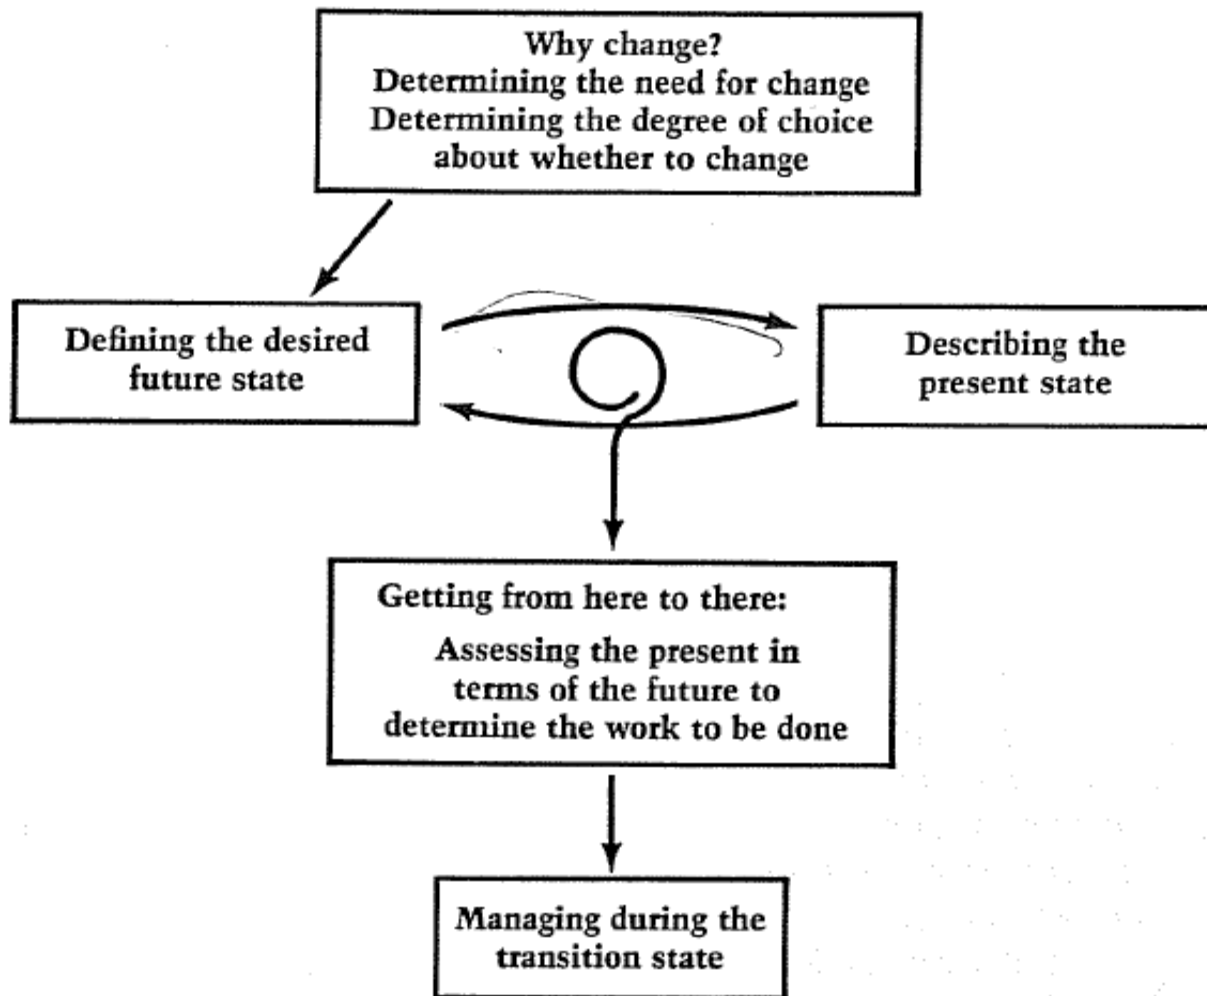 Why change?
Determining the need for change
Determining the degree of choice
about whether to change
Defining the desired
future state
Describing the
present state
Getting from here to there:
Assessing the present in
terms of the future to
determine the work to be done
Managing during the
transition state